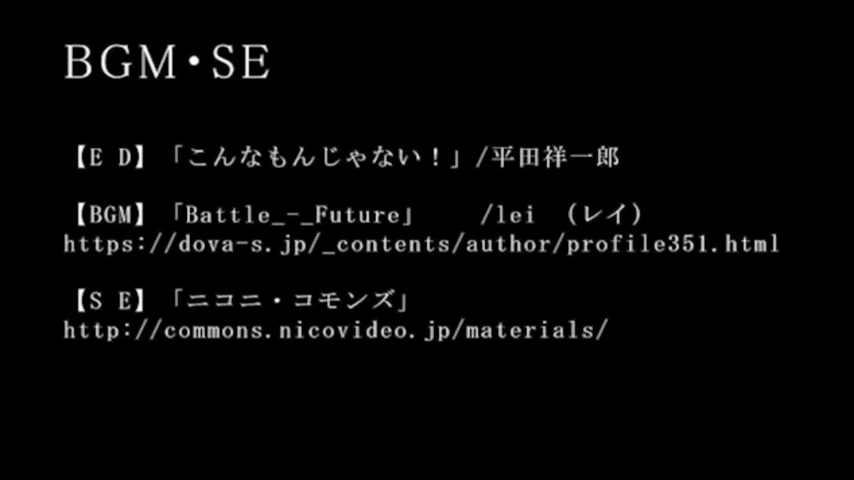 BGM・SE
【E D】「こんなもんじゃない！」/平田祥一郎
【BGM】「Battle_-_Future」　　/lei　（レイ）
https://dova-s.jp/_contents/author/profile351.html
【S E】「ニコニ・コモンズ」
http://commons.nicovideo.jp/materials/